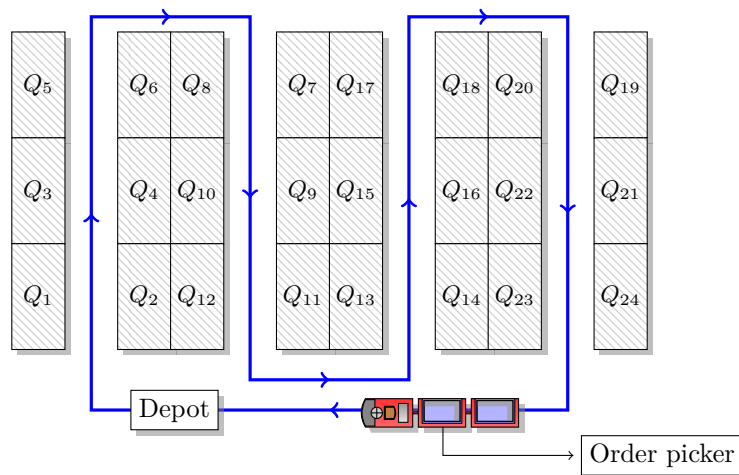 Q5 Q6 Q8 Q7 Q17 Q18 Q20 Q19
Q3 Q4 Q10 Q9 Q15 Q16 Q22 Q21
Q1 Q2 Q12 Q11 Q13 Q14 Q23 Q24
Depot
Order picker